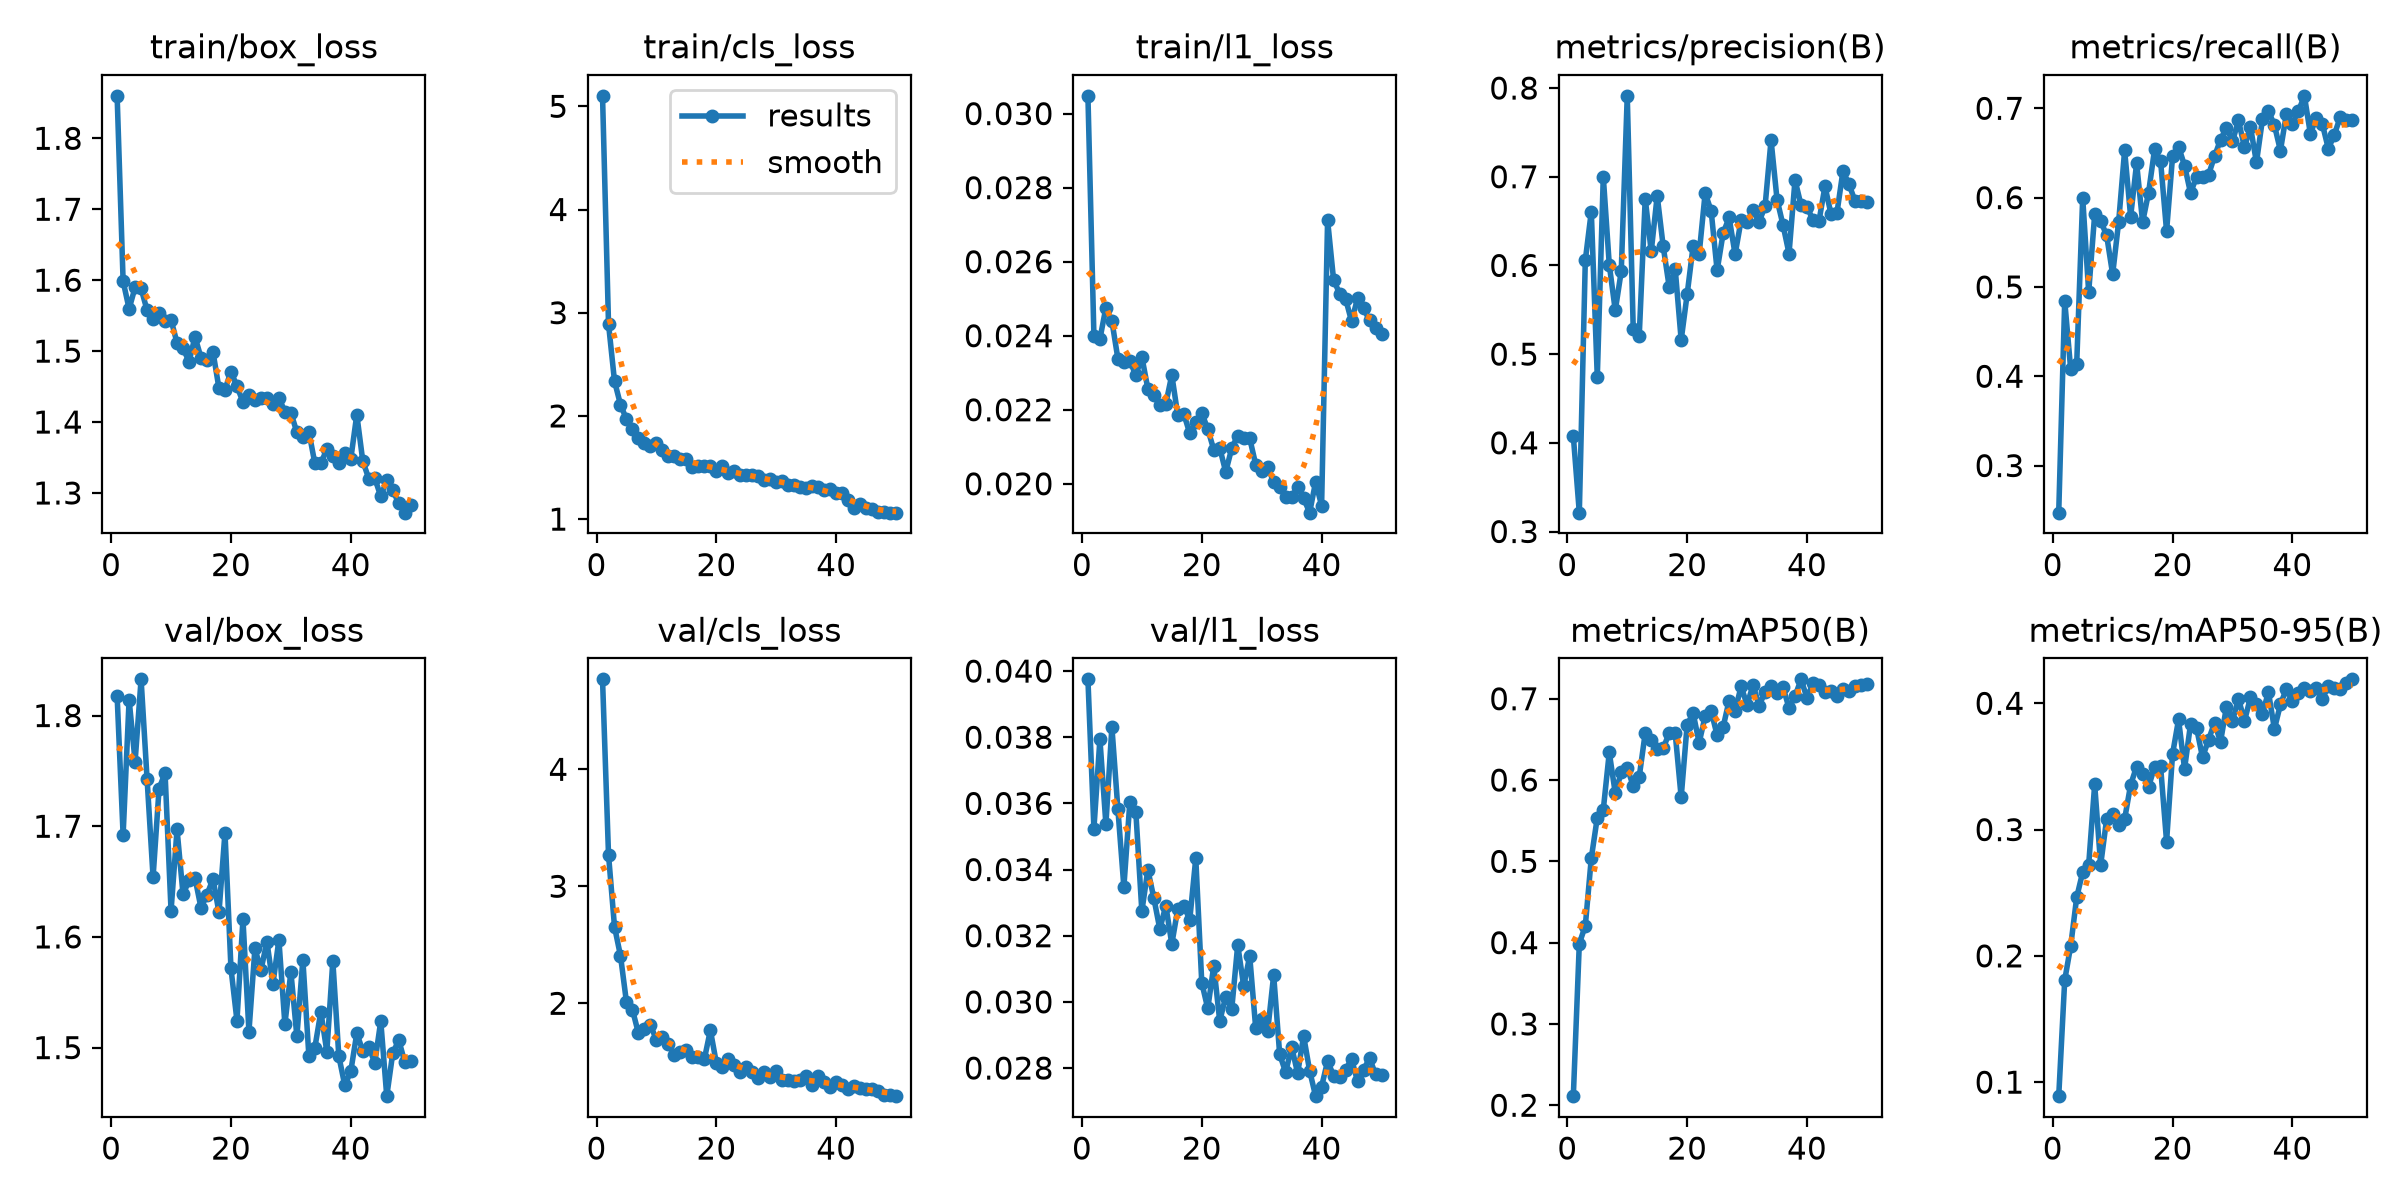 train/box_loss
1.8
1.7
1.6
1.5
1.4
1.3
0 20 40
train/cls_loss
results
smooth
5
4
3
2
1
0 20 40
train/l1_loss
0.030
0.028
0.026
0.024
0.022
0.020
0 20 40
metrics/precision(B)
0.8
0.7
0.6
0.5
0.4
0.3
0 20 40
metrics/recall(B)
0.7
0.6
0.5
0.4
0.3
0 20 40
val/box_loss
1.8
1.7
1.6
1.5
0 20 40
val/cls_loss
4
3
2
0 20 40
val/l1_loss
0.040
0.038
0.036
0.034
0.032
0.030
0.028
0 20 40
metrics/mAP50(B)
0.7
0.6
0.5
0.4
0.3
0.2
0 20 40
metrics/mAP50-95(B)
0.4
0.3
0.2
0.1
0 20 40